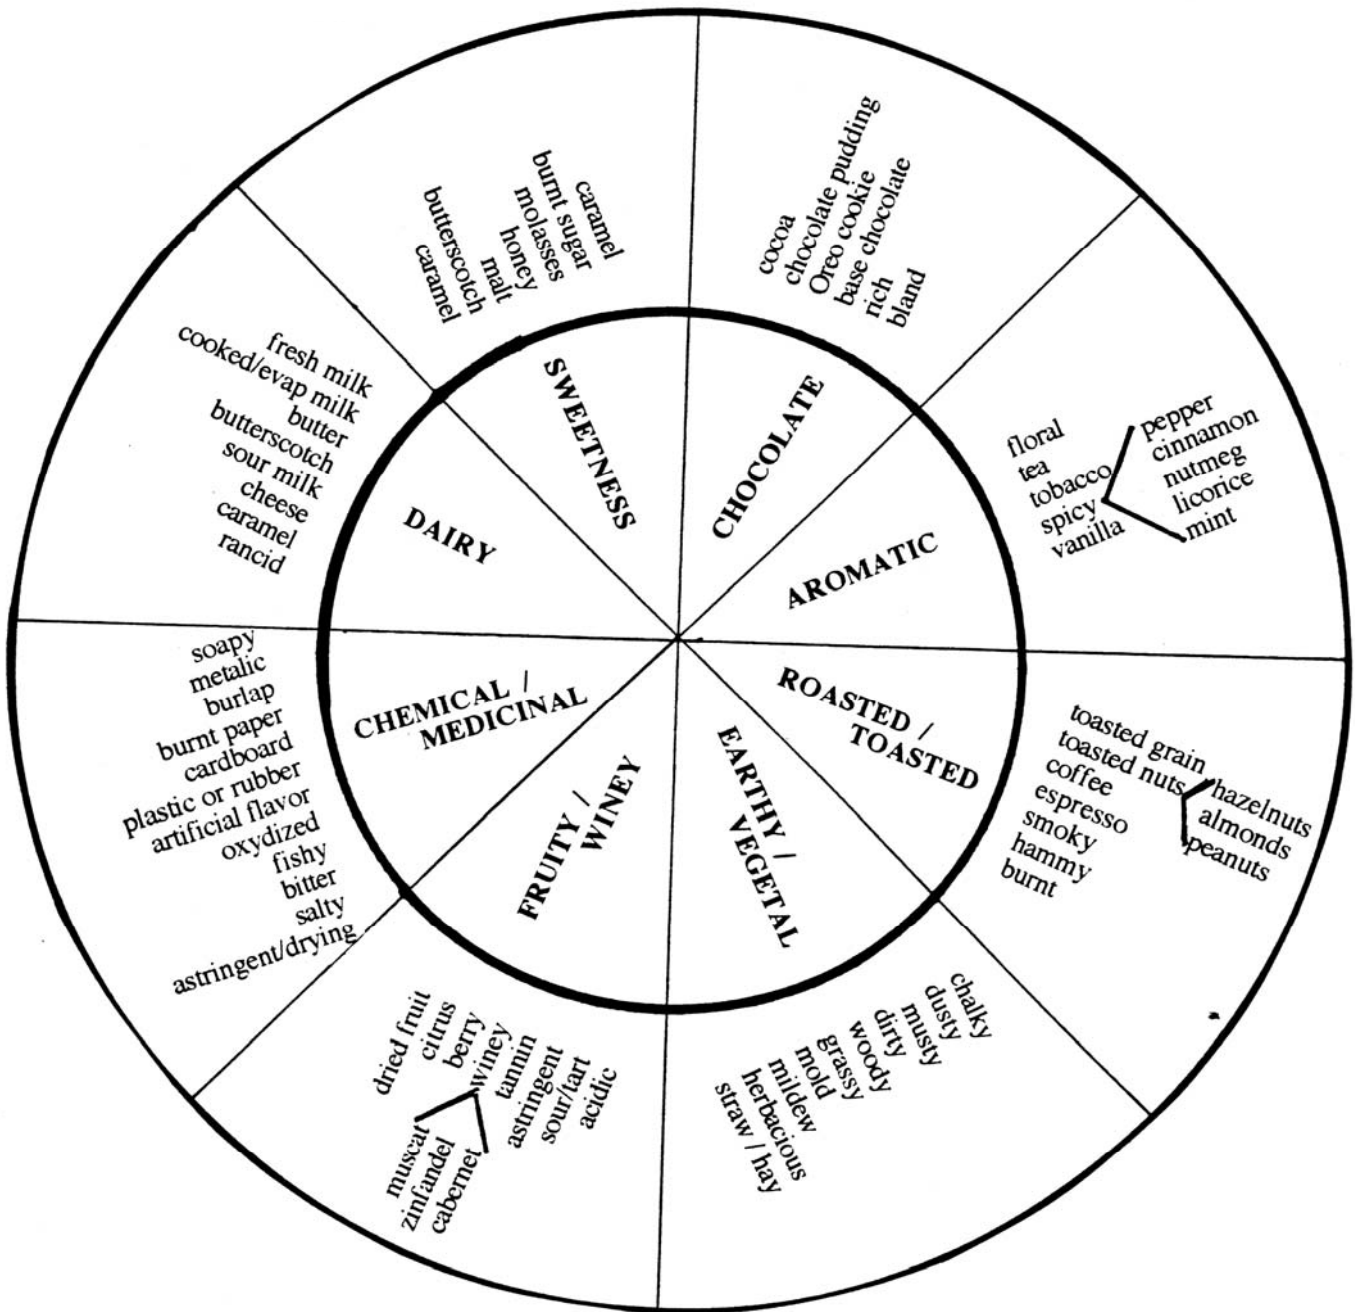 SWEETNESS
caramel
butterscotch
malt
honey
molasses
burnt sugar
caramel
CHOCOLATE
cocoa
chocolate pudding
Oreo cookie
base chocolate
rich
bland
AROMATIC
floral
tea
tobacco
spicy
vanilla
pepper
cinnamon
nutmeg
licorice
mint
ROASTED /
TOASTED
toasted grain
toasted nuts
coffee
espresso
smoky
hammy
burnt
hazelnuts
almonds
peanuts
EARTHY /
VEGETAL
chalky
dusty
musty
dirty
woody
grassy
mold
mildew
herbacious
straw / hay
FRUITY /
WINEY
dried fruit
citrus
berry
winey
tannin
astringent
sour/tart
acidic
muscat
zinfandel
cabernet
CHEMICAL /
MEDICINAL
soapy
metalic
burlap
burnt paper
cardboard
plastic or rubber
artificial flavor
oxydized
fishy
bitter
salty
astringent/drying
DAIRY
fresh milk
cooked/evap milk
butter
butterscotch
sour milk
cheese
caramel
rancid